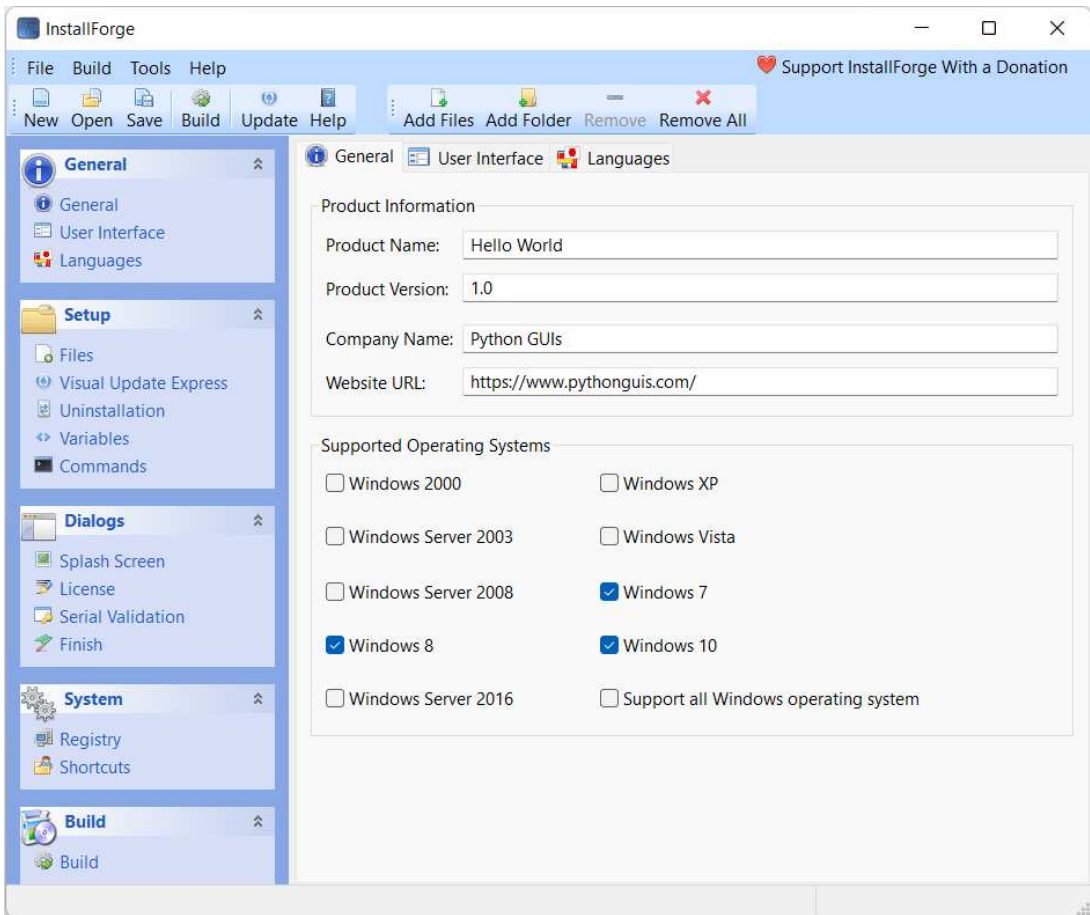 InstallForge
File Build Tools Help
Support InstallForge With a Donation
New Open Save Build Update Help Add Files Add Folder Remove Remove All
General
General
User Interface
Languages
Setup
Files
Visual Update Express
Uninstallation
Variables
Commands
Dialogs
Splash Screen
License
Serial Validation
Finish
System
Registry
Shortcuts
Build
Build
General User Interface Languages
Product Information
Product Name: Hello World
Product Version: 1.0
Company Name: Python GUIs
Website URL: https://www.pythonguis.com/
Supported Operating Systems
Windows 2000 Windows XP
Windows Server 2003 Windows Vista
Windows Server 2008 Windows 7
Windows 8 Windows 10
Windows Server 2016 Support all Windows operating system